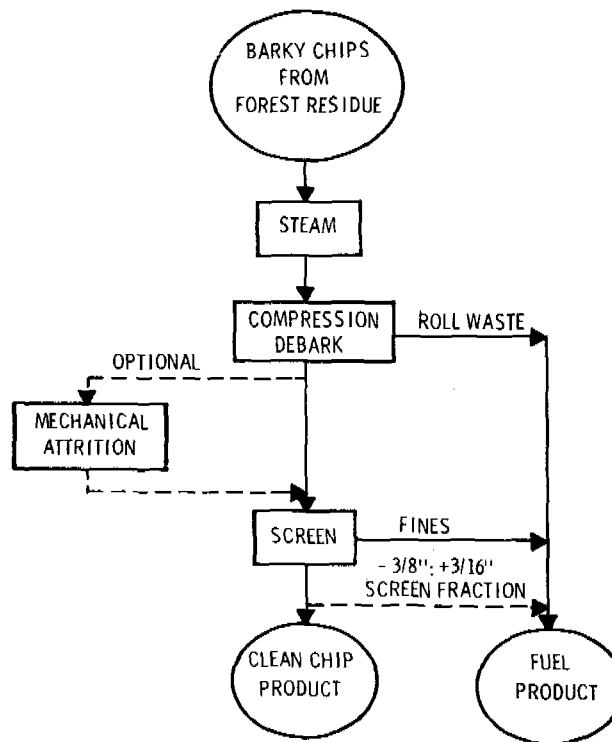 BARKY CHIPS
FROM
FOREST RESIDUE
STEAM
COMPRESSION
DEBARK
ROLL WASTE
OPTIONAL
MECHANICAL
ATTRITION
SCREEN
FINES
- 3/8": +3/16"
SCREEN FRACTION
CLEAN CHIP
PRODUCT
FUEL
PRODUCT